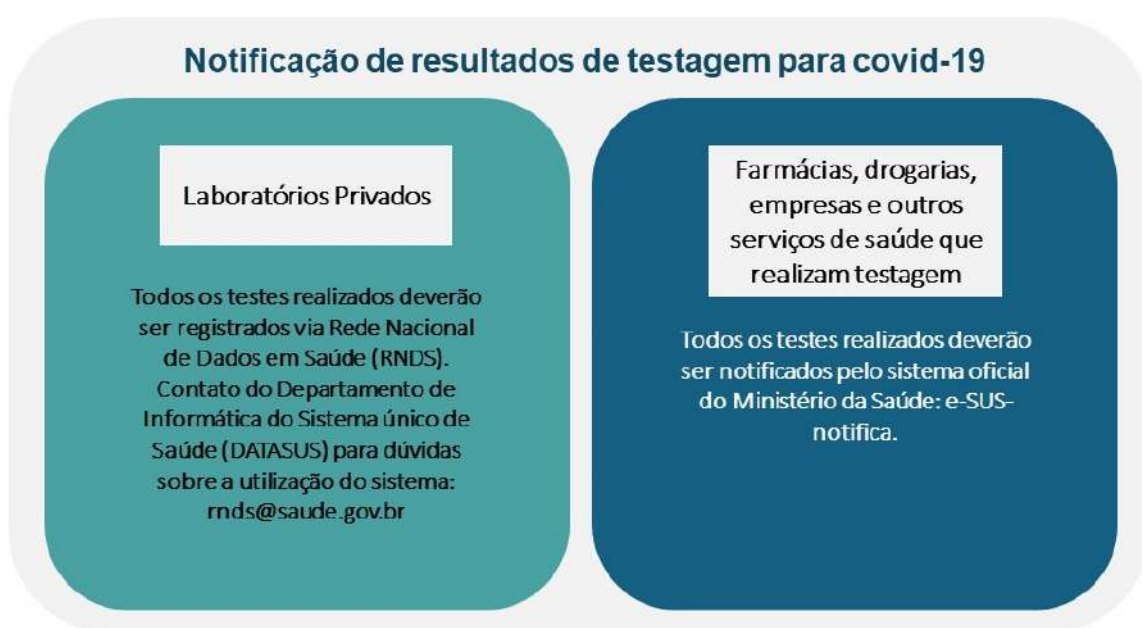 Notificação de resultados de testagem para covid-19
Laboratórios Privados
Todos os testes realizados deverão
ser registrados via Rede Nacional
de Dados em Saúde (RNDS).
Contato do Departamento de
Informática do Sistema único de
Saúde (DATASUS) para dúvidas
sobre a utilização do sistema:
rnds@saude.gov.br
Farmácias, drogarias,
empresas e outros
serviços de saúde que
realizam testagem
Todos os testes realizados deverão
ser notificados pelo sistema oficial
do Ministério da Saúde: e-SUS-
notifica.